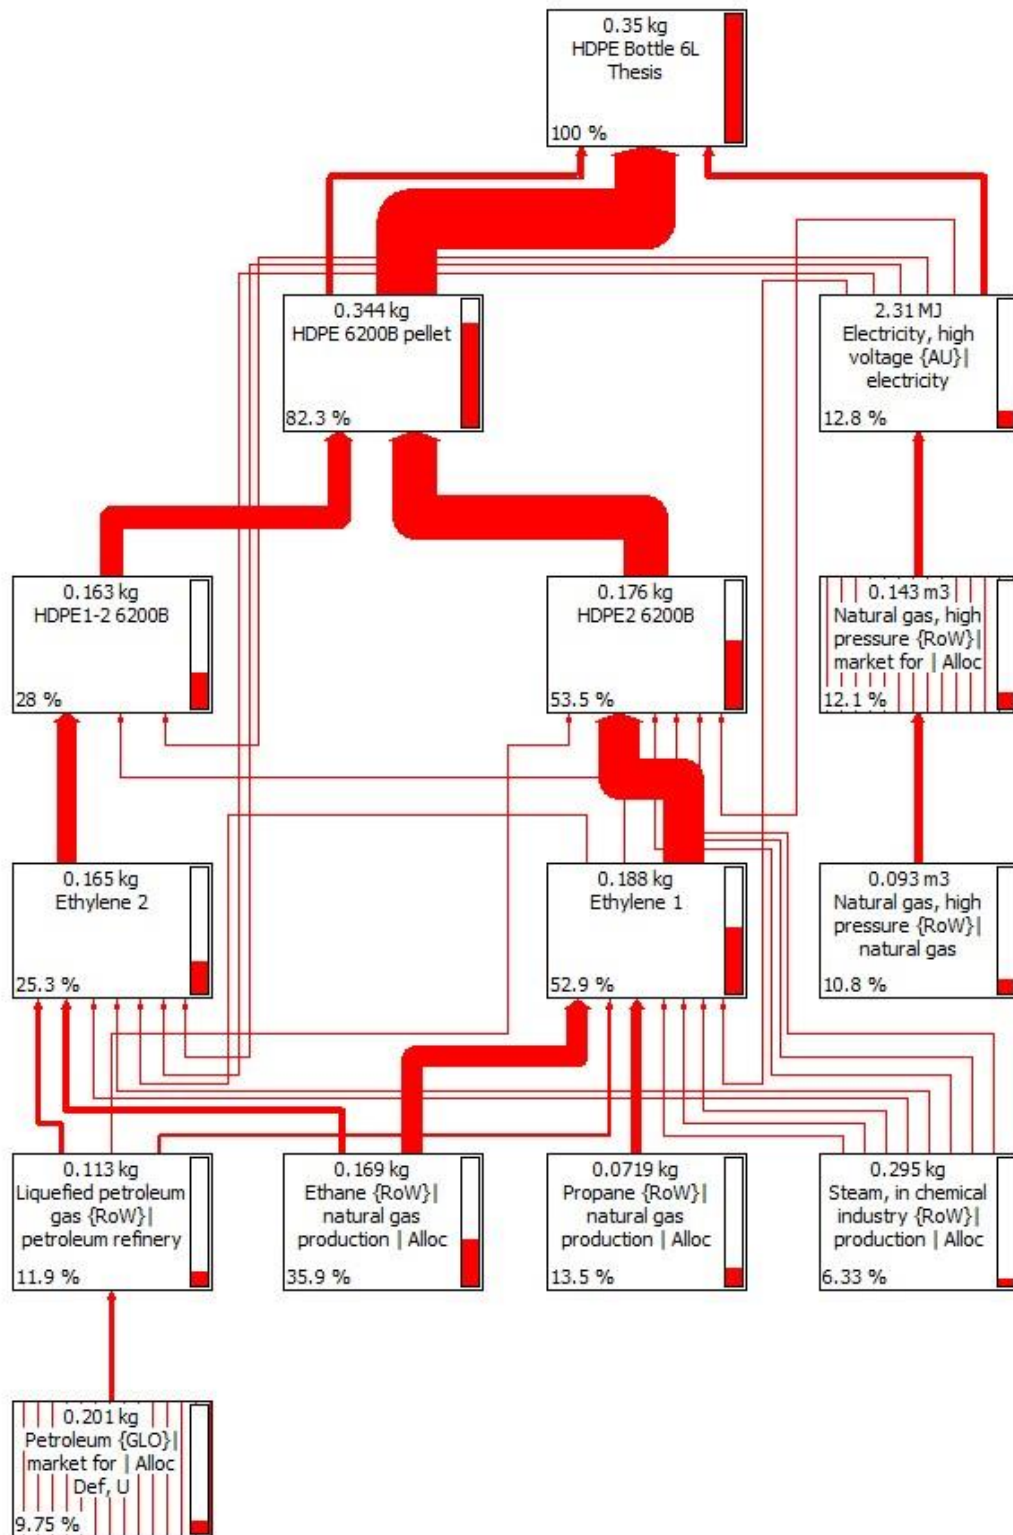 0.35 kg
HDPE Bottle 6L
Thesis
100 %
0.344 kg
HDPE 6200B pellet
82.3 %
2.31 MJ
Electricity, high
voltage {AU}|
electricity
12.8 %
0.163 kg
HDPE1-2 6200B
28 %
0.176 kg
HDPE2 6200B
53.5 %
0.143 m3
Natural gas, high
pressure {RoW}|
market for | Alloc
12.1 %
0.165 kg
Ethylene 2
25.3 %
0.188 kg
Ethylene 1
52.9 %
0.093 m3
Natural gas, high
pressure {RoW}|
natural gas
10.8 %
0.113 kg
Liquefied petroleum
gas {RoW}|
petroleum refinery
11.9 %
0.169 kg
Ethane {RoW}|
natural gas
production | Alloc
35.9 %
0.0719 kg
Propane {RoW}|
natural gas
production | Alloc
13.5 %
0.295 kg
Steam, in chemical
industry {RoW}|
production | Alloc
6.33 %
0.201 kg
Petroleum {GLO}|
market for | Alloc
Def, U
9.75 %